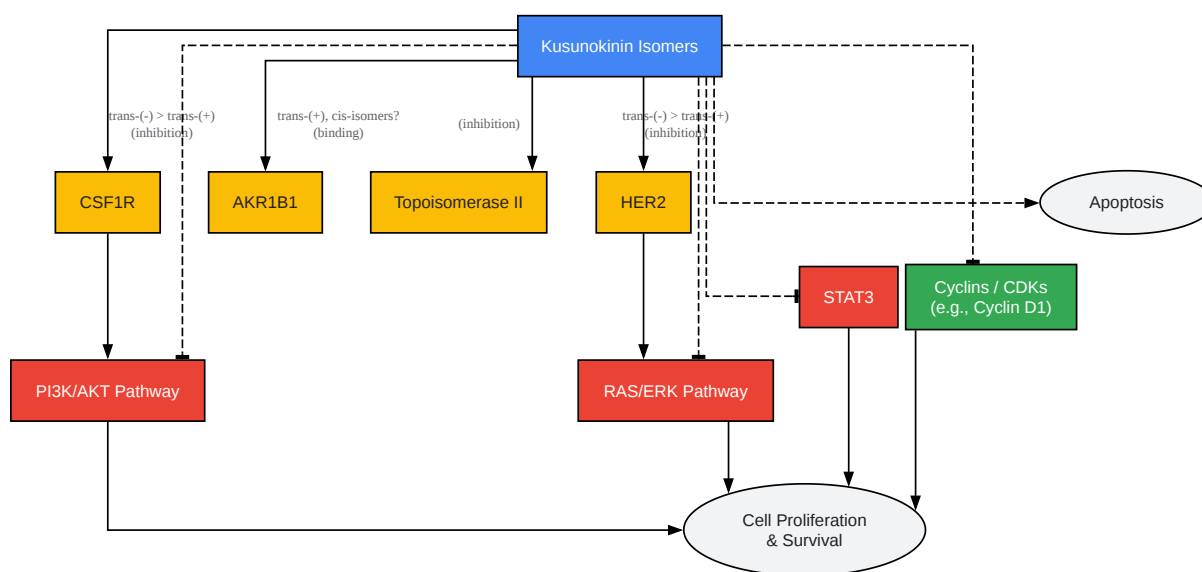 Kusunokinin Isomers
trans-(-) > trans-(+)
(inhibition)
trans-(+), cis-isomers?
(binding)
(inhibition)
trans-(-) > trans-(+)
(inhibition)
CSF1R
AKR1B1
Topoisomerase II
HER2
Apoptosis
STAT3
Cyclins / CDKs
(e.g., Cyclin D1)
PI3K/AKT Pathway
RAS/ERK Pathway
Cell Proliferation
& Survival